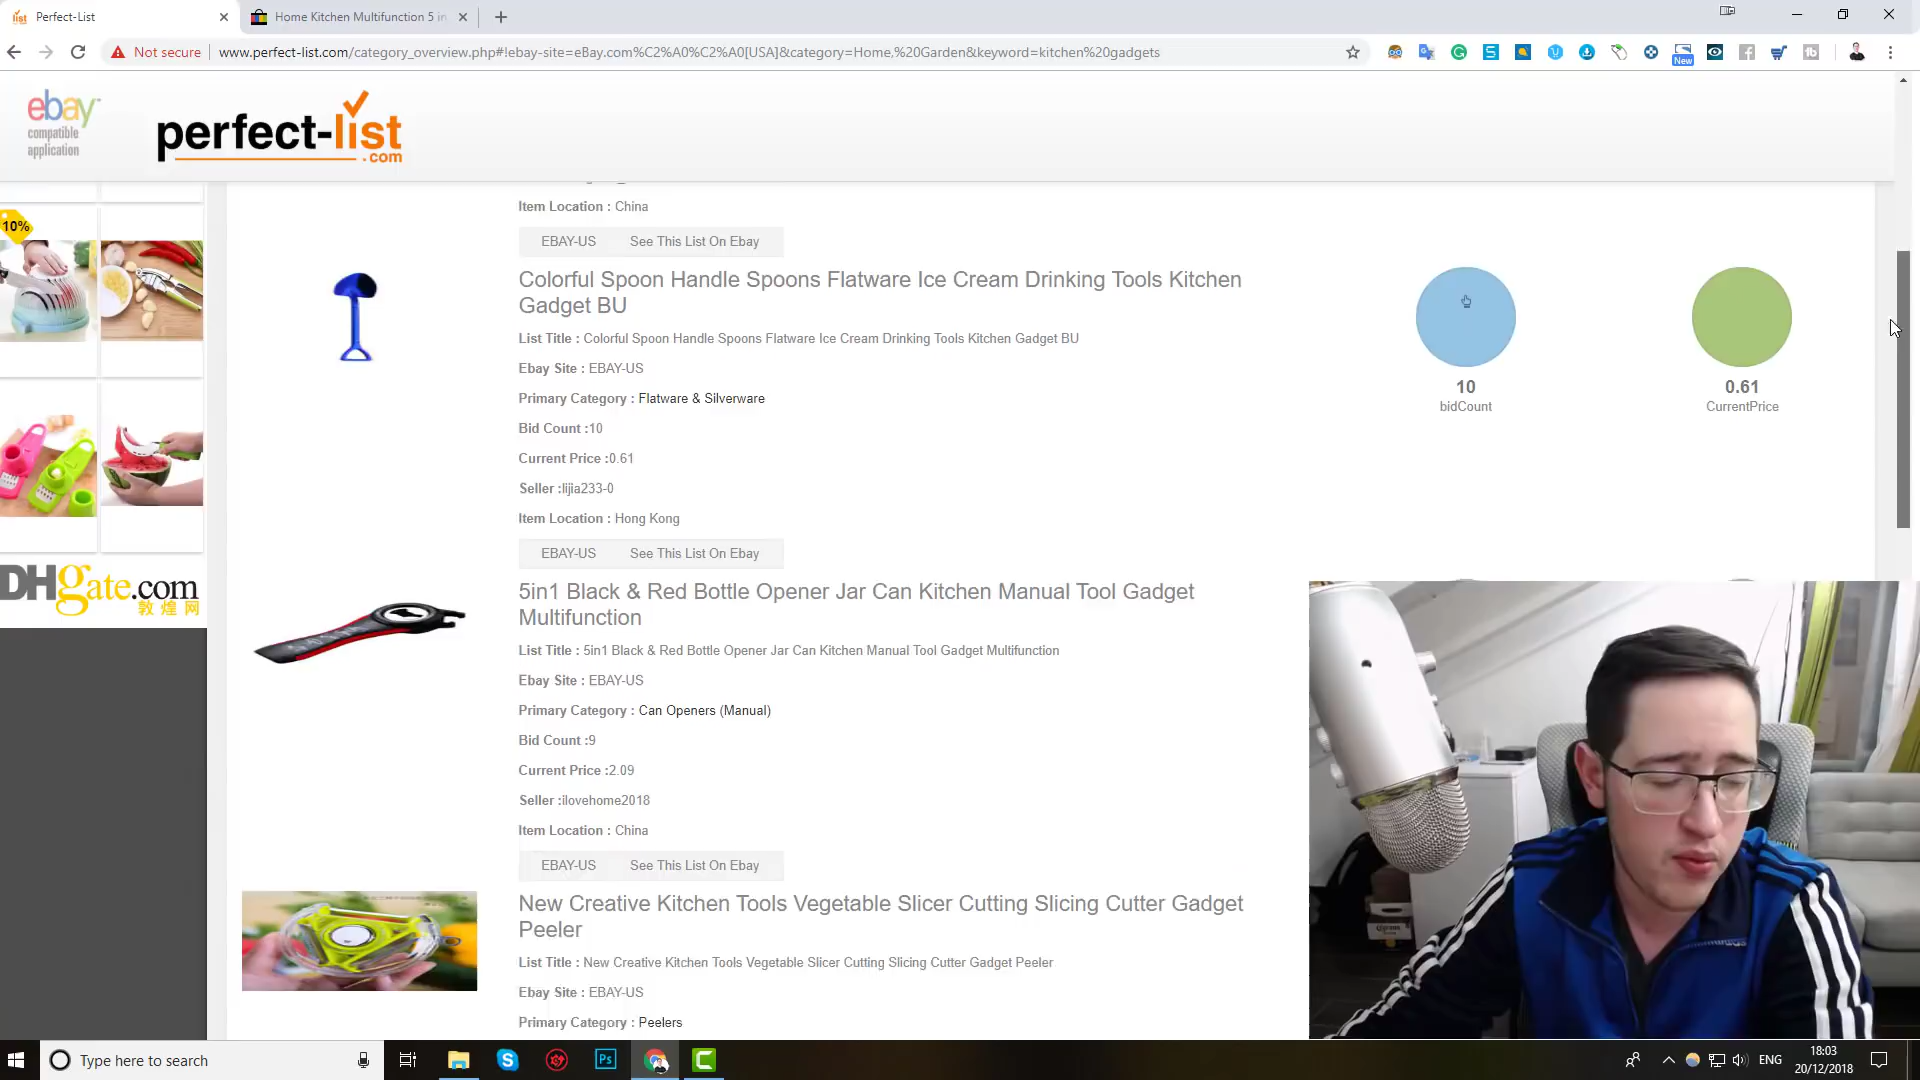 Perfect-List
Home Kitchen Multifunction 5 in
Not secure
www.perfect-list.com/category_overview.php#!ebay-site=eBay.com%C2%A0%C2%A0[USA]&category=Home,%20Garden&keyword=kitchen%20gadgets
New
ebay
compatible
application
perfect-list
.com
10%
Item Location : China
EBAY-US See This List On Ebay
Colorful Spoon Handle Spoons Flatware Ice Cream Drinking Tools Kitchen
Gadget BU
List Title : Colorful Spoon Handle Spoons Flatware Ice Cream Drinking Tools Kitchen Gadget BU
Ebay Site : EBAY-US
Primary Category : Flatware & Silverware
Bid Count :10
Current Price :0.61
Seller :lijia233-0
Item Location : Hong Kong
EBAY-US See This List On Ebay
10
bidCount
0.61
CurrentPrice
DHgate.com
敦煌网
5in1 Black & Red Bottle Opener Jar Can Kitchen Manual Tool Gadget
Multifunction
List Title : 5in1 Black & Red Bottle Opener Jar Can Kitchen Manual Tool Gadget Multifunction
Ebay Site : EBAY-US
Primary Category : Can Openers (Manual)
Bid Count :9
Current Price :2.09
Seller :ilovehome2018
Item Location : China
EBAY-US See This List On Ebay
New Creative Kitchen Tools Vegetable Slicer Cutting Slicing Cutter Gadget
Peeler
List Title : New Creative Kitchen Tools Vegetable Slicer Cutting Slicing Cutter Gadget Peeler
Ebay Site : EBAY-US
Primary Category : Peelers
Type here to search
Ps
ENG
18:03
20/12/2018